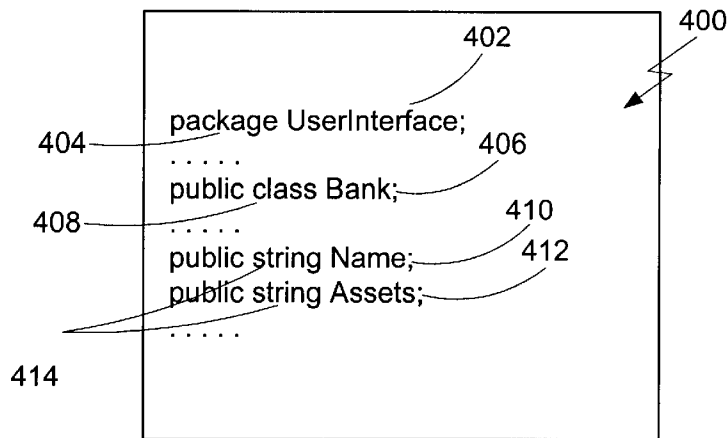 402
400
package UserInterface;
404
. . . . .
406
public class Bank;
408
. . . . .
410
public string Name;
412
public string Assets;
. . . . .
414